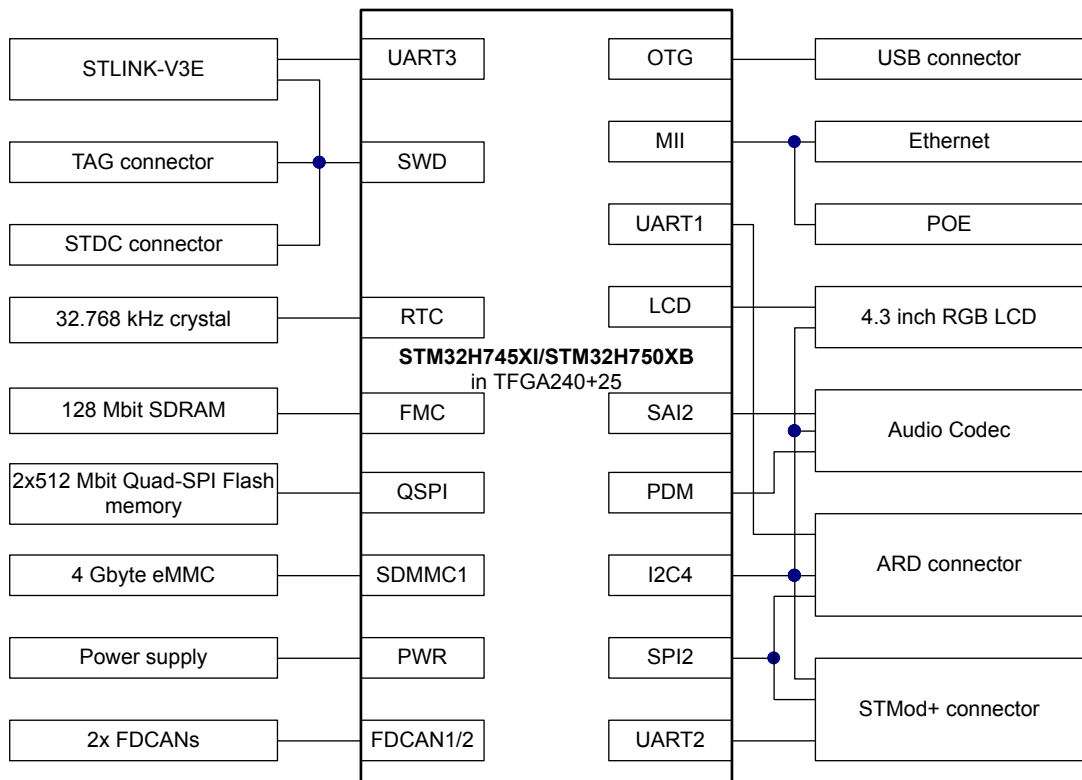 STLINK-V3E
TAG connector
STDC connector
32.768 kHz crystal
128 Mbit SDRAM
2x512 Mbit Quad-SPI Flash
memory
4 Gbyte eMMC
Power supply
2x FDCANs
UART3
SWD
RTC
STM32H745XI/STM32H750XB
in TFGA240+25
FMC
QSPI
SDMMC1
PWR
FDCAN1/2
OTG
MII
UART1
LCD
SAI2
PDM
I2C4
SPI2
UART2
USB connector
Ethernet
POE
4.3 inch RGB LCD
Audio Codec
ARD connector
STMod+ connector